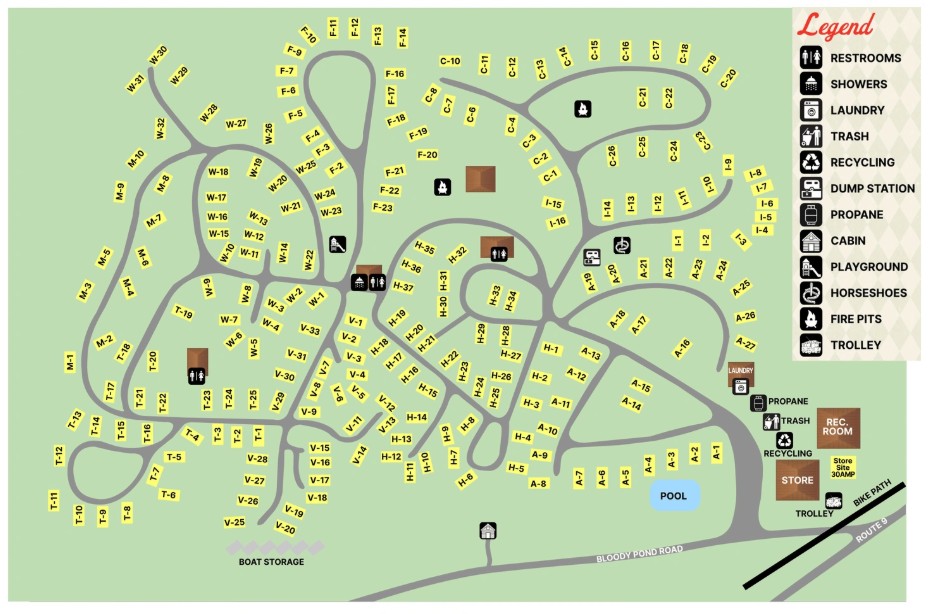 Legend
RESTROOMS
SHOWERS
LAUNDRY
TRASH
RECYCLING
DUMP STATION
PROPANE
CABIN
PLAYGROUND
HORSESHOES
FIRE PITS
TROLLEY
W-30
W-31
W-29
W-32
W-28
W-27
W-26
W-25
W-24
W-23
W-22
W-21
W-20
W-19
W-18
W-17
W-16
W-15
W-14
W-13
W-12
W-11
W-10
W-9
W-8
W-7
W-6
W-5
W-4
W-3
W-2
W-1
F-11
F-12
F-13
F-14
F-10
F-9
F-7
F-6
F-5
F-4
F-3
F-2
F-16
F-17
F-18
F-19
F-20
F-21
F-22
F-23
C-10
C-11
C-12
C-13
C-14
C-15
C-16
C-17
C-18
C-19
C-20
C-21
C-22
C-23
C-24
C-25
C-26
C-8
C-7
C-6
C-4
C-3
C-2
C-1
I-15
I-16
I-14
I-13
I-12
I-11
I-10
I-9
I-8
I-7
I-6
I-5
I-4
I-3
I-2
I-1
M-10
M-9
M-8
M-7
M-6
M-5
M-4
M-3
M-2
M-1
H-35
H-36
H-37
H-32
H-31
H-30
H-33
H-34
H-29
H-28
H-27
H-26
H-25
H-24
H-23
H-22
H-21
H-20
H-19
H-18
H-17
H-16
H-15
H-14
H-13
H-12
H-11
H-10
H-9
H-8
H-7
H-6
H-5
H-4
H-3
H-2
H-1
A-19
A-20
A-21
A-22
A-23
A-24
A-25
A-26
A-27
A-18
A-17
A-16
A-15
A-14
A-13
A-12
A-11
A-10
A-9
A-8
A-7
A-6
A-5
A-4
A-3
A-2
A-1
T-19
T-18
T-20
T-17
T-21
T-22
T-23
T-24
T-25
T-13
T-14
T-15
T-16
T-4
T-3
T-2
T-1
T-12
T-5
T-7
T-6
T-11
T-10
T-9
T-8
V-33
V-31
V-30
V-29
V-1
V-2
V-3
V-4
V-5
V-6
V-7
V-8
V-9
V-11
V-12
V-13
V-14
V-15
V-16
V-17
V-18
V-19
V-20
V-28
V-27
V-26
V-25
LAUNDRY
PROPANE
TRASH
RECYCLING
REC.
ROOM
STORE
Store
Site
30AMP
TROLLEY
POOL
BIKE PATH
ROUTE 9
BLOODY POND ROAD
BOAT STORAGE